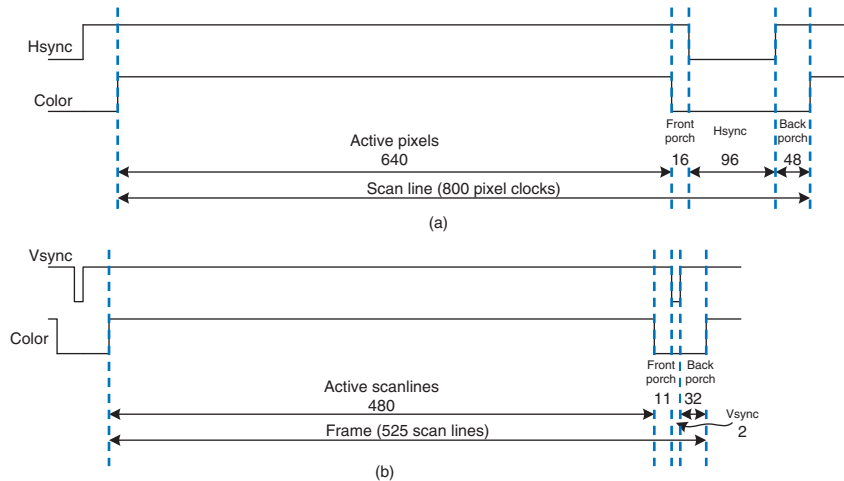 Hsync
Color
Front
porch
Hsync
Back
porch
Active pixels
640
16
96
48
Scan line (800 pixel clocks)
(a)
Vsync
Color
Front
porch
Back
porch
Active scanlines
480
11
32
Vsync
2
Frame (525 scan lines)
(b)